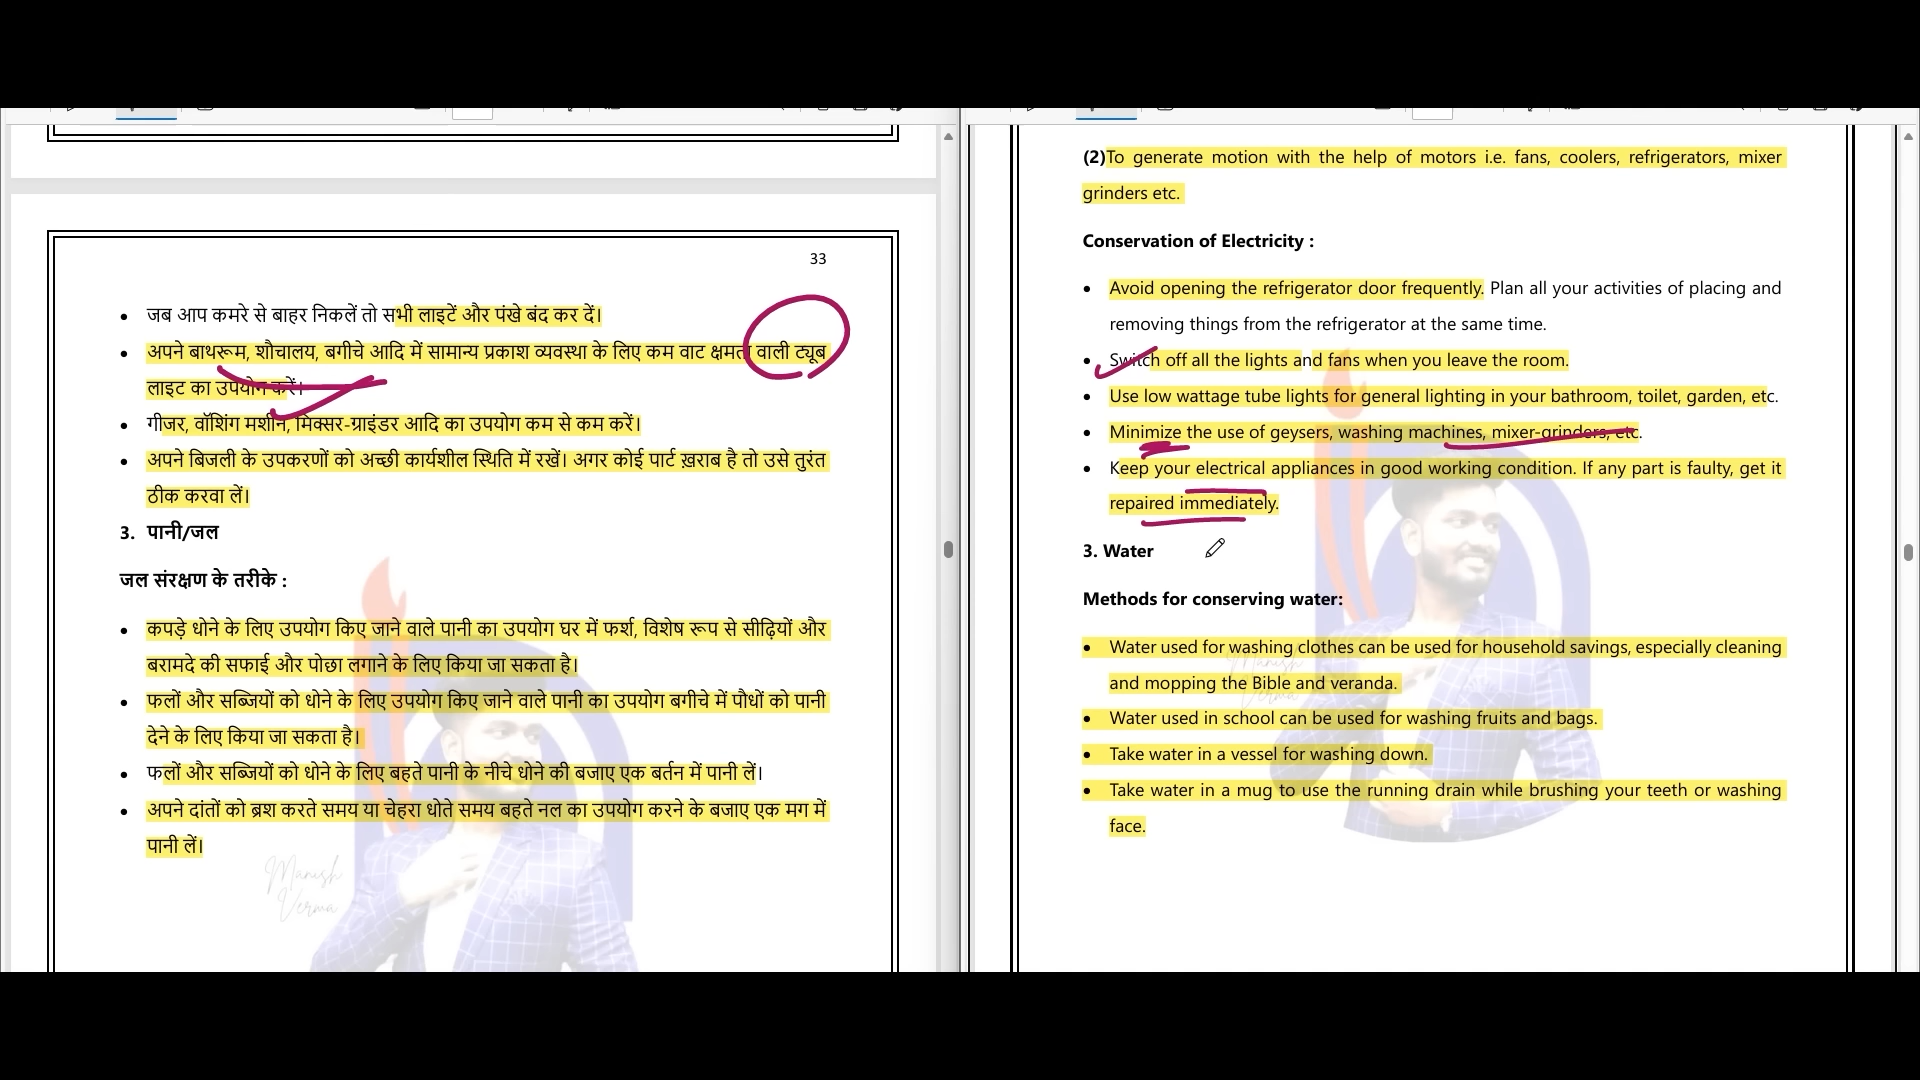 33
• जब आप कमरे से बाहर निकलें तो सभी लाइटें और पंखे बंद कर दें।
• अपने बाथरूम, शौचालय, बगीचे आदि में सामान्य प्रकाश व्यवस्था के लिए कम वाट क्षमता वाली ट्यूब
लाइट का उपयोग करें।
• गीजर, वॉशिंग मशीन, मिक्सर-ग्राइंडर आदि का उपयोग कम से कम करें।
• अपने बिजली के उपकरणों को अच्छी कार्यशील स्थिति में रखें। अगर कोई पार्ट ख़राब है तो उसे तुरंत
ठीक करवा लें।
3. पानी/जल
जल संरक्षण के तरीके :
• कपड़े धोने के लिए उपयोग किए जाने वाले पानी का उपयोग घर में फर्श, विशेष रूप से सीढ़ियों और
बरामदे की सफाई और पोछा लगाने के लिए किया जा सकता है।
• फलों और सब्जियों को धोने के लिए उपयोग किए जाने वाले पानी का उपयोग बगीचे में पौधों को पानी
देने के लिए किया जा सकता है।
• फलों और सब्जियों को धोने के लिए बहते पानी के नीचे धोने की बजाए एक बर्तन में पानी लें।
• अपने दांतों को ब्रश करते समय या चेहरा धोते समय बहते नल का उपयोग करने के बजाए एक मग में
पानी लें।
Manish
Verma
(2)To generate motion with the help of motors i.e. fans, coolers, refrigerators, mixer
grinders etc.
Conservation of Electricity :
• Avoid opening the refrigerator door frequently. Plan all your activities of placing and
removing things from the refrigerator at the same time.
• Switch off all the lights and fans when you leave the room.
• Use low wattage tube lights for general lighting in your bathroom, toilet, garden, etc.
• Minimize the use of geysers, washing machines, mixer-grinders, etc.
• Keep your electrical appliances in good working condition. If any part is faulty, get it
repaired immediately.
3. Water
Methods for conserving water:
• Water used for washing clothes can be used for household savings, especially cleaning
and mopping the Bible and veranda.
• Water used in school can be used for washing fruits and bags.
• Take water in a vessel for washing down.
• Take water in a mug to use the running drain while brushing your teeth or washing
face.
Manish
Verma